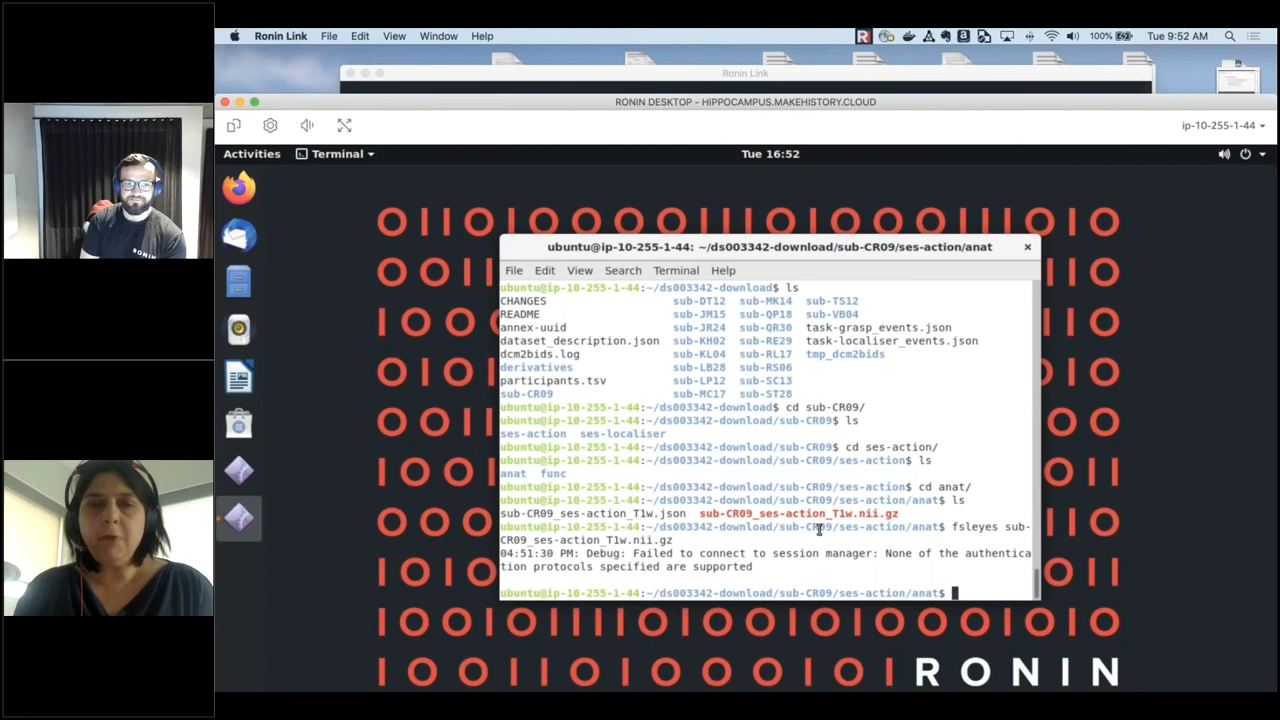 Ronin Link File Edit View Window Help 100% Tue 9:52 AM
Ronin Link
RONIN DESKTOP - HIPPOCAMPUS.MAKEHISTORY.CLOUD
ip-10-255-1-44
Activities Terminal Tue 16:52
ubuntu@ip-10-255-1-44: ~/ds003342-download/sub-CR09/ses-action/anat
File Edit View Search Terminal Help
ubuntu@ip-10-255-1-44:~/ds003342-download$ ls
CHANGES sub-DT12 sub-MK14 sub-TS12
README sub-JM15 sub-QP18 sub-VB04
annex-uuid sub-JR24 sub-QR30 task-grasp_events.json
dataset_description.json sub-KH02 sub-RE29 task-localiser_events.json
dcm2bids.log sub-KL04 sub-RL17 tmp_dcm2bids
derivatives sub-LB28 sub-RS06
participants.tsv sub-LP12 sub-SC13
sub-CR09 sub-MC17 sub-ST28
ubuntu@ip-10-255-1-44:~/ds003342-download$ cd sub-CR09/
ubuntu@ip-10-255-1-44:~/ds003342-download/sub-CR09$ ls
ses-action ses-localiser
ubuntu@ip-10-255-1-44:~/ds003342-download/sub-CR09$ cd ses-action/
ubuntu@ip-10-255-1-44:~/ds003342-download/sub-CR09/ses-action$ ls
anat func
ubuntu@ip-10-255-1-44:~/ds003342-download/sub-CR09/ses-action$ cd anat/
ubuntu@ip-10-255-1-44:~/ds003342-download/sub-CR09/ses-action/anat$ ls
sub-CR09_ses-action_T1w.json sub-CR09_ses-action_T1w.nii.gz
ubuntu@ip-10-255-1-44:~/ds003342-download/sub-CR09/ses-action/anat$ fsleyes sub-
CR09_ses-action_T1w.nii.gz
04:51:30 PM: Debug: Failed to connect to session manager: None of the authentica
tion protocols specified are supported
ubuntu@ip-10-255-1-44:~/ds003342-download/sub-CR09/ses-action/anat$
RONIN
RONIN